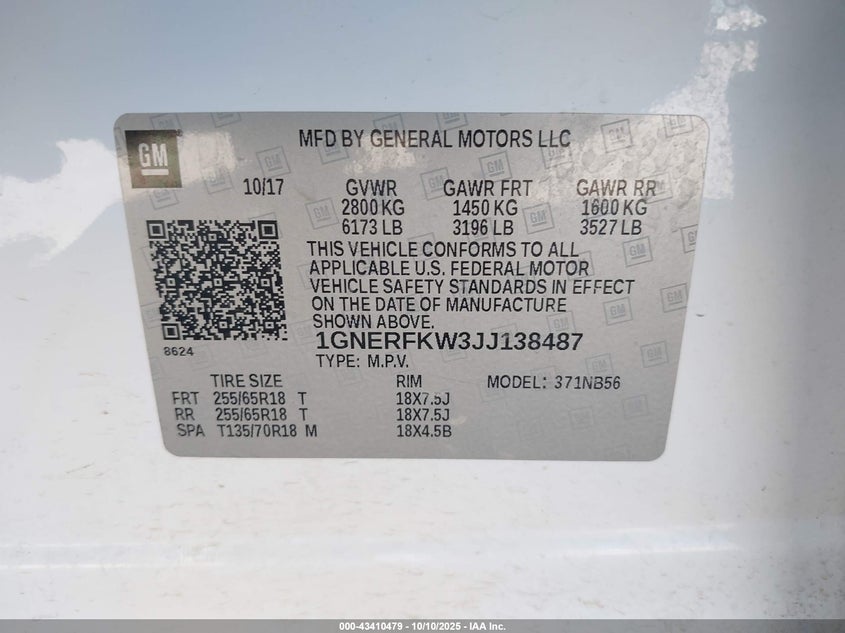 GM
MFD BY GENERAL MOTORS LLC
10/17 GVWR GAWR FRT GAWR RR
2800 KG 1450 KG 1600 KG
6173 LB 3196 LB 3527 LB
THIS VEHICLE CONFORMS TO ALL
APPLICABLE U.S. FEDERAL MOTOR
VEHICLE SAFETY STANDARDS IN EFFECT
ON THE DATE OF MANUFACTURE
SHOWN ABOVE.
8624
1GNERFKW3JJ138487
TYPE: M.P.V.
TIRE SIZE RIM MODEL: 371NB56
FRT 255/65R18 T 18X7.5J
RR 255/65R18 T 18X7.5J
SPA T135/70R18 M 18X4.5B
000-43410479 - 10/10/2025 - IAA Inc.